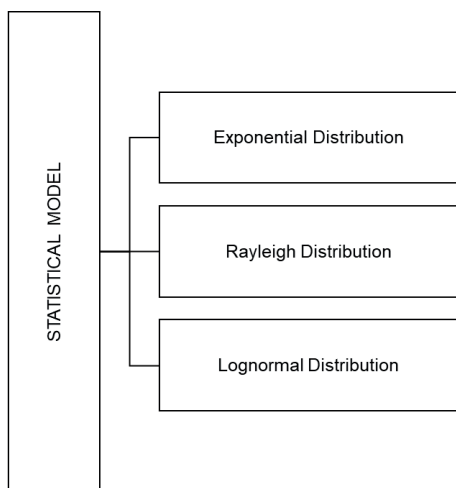 STATISTICAL MODEL
Exponential Distribution
Rayleigh Distribution
Lognormal Distribution